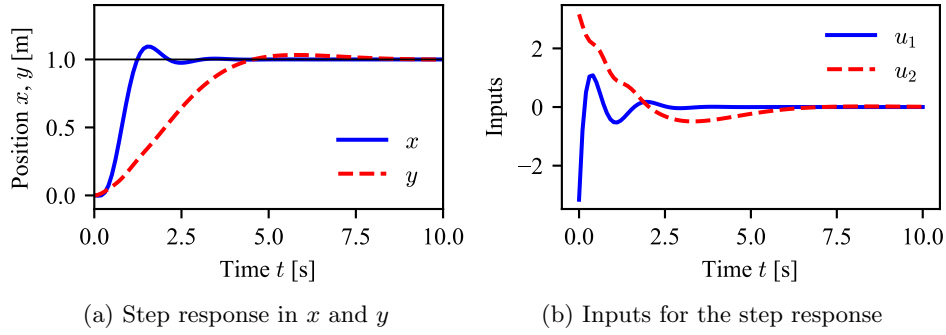 Position x, y [m]
1.0
0.5
0.0
x
y
0.0 2.5 5.0 7.5 10.0
Time t [s]
(a) Step response in x and y
Inputs
2
0
−2
u₁
u₂
0.0 2.5 5.0 7.5 10.0
Time t [s]
(b) Inputs for the step response